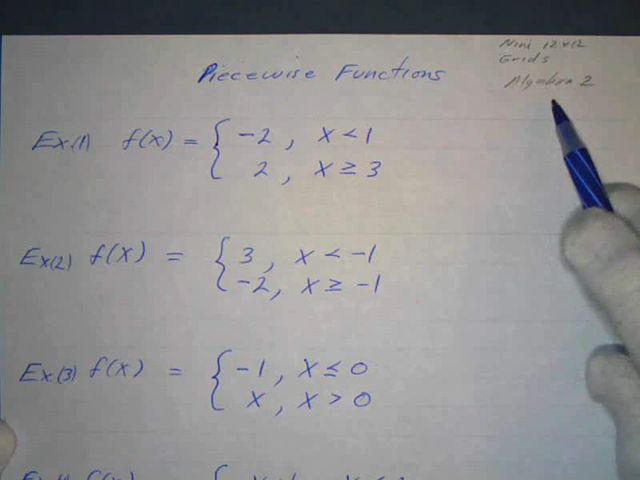 Mini 12x12
Grids
Algebra 2
Piecewise Functions
Ex.(1) f(x) = { -2, x < 1
2, x ≥ 3
Ex(2) f(x) = { 3, x < -1
-2, x ≥ -1
Ex.(3) f(x) = { -1, x ≤ 0
x, x > 0